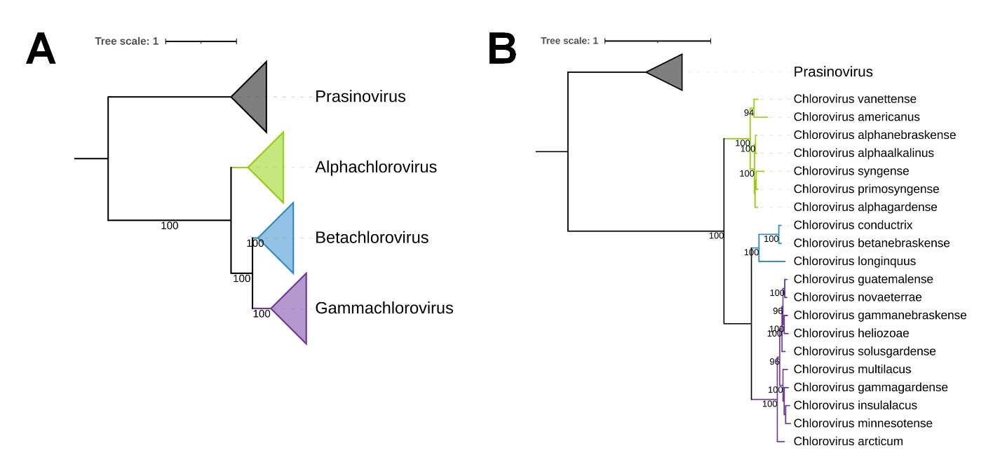 A
Tree scale: 1
Prasinovirus
Alphachlorovirus
Betachlorovirus
Gammachlorovirus
100
100
100
100
B
Tree scale: 1
Prasinovirus
Chlorovirus vanettense
94
Chlorovirus americanus
Chlorovirus alphanebraskense
100
100
Chlorovirus alphaalkalinus
Chlorovirus syngense
100
Chlorovirus primosyngense
Chlorovirus alphagardense
Chlorovirus conductrix
100
100
Chlorovirus betanebraskense
100
Chlorovirus longinquus
Chlorovirus guatemalense
100
Chlorovirus novaeterrae
96
Chlorovirus gammanebraskense
100
100
Chlorovirus heliozoae
Chlorovirus solusgardense
96
Chlorovirus multilacus
100
Chlorovirus gammagardense
100
Chlorovirus insulalacus
Chlorovirus minnesotense
Chlorovirus arcticum